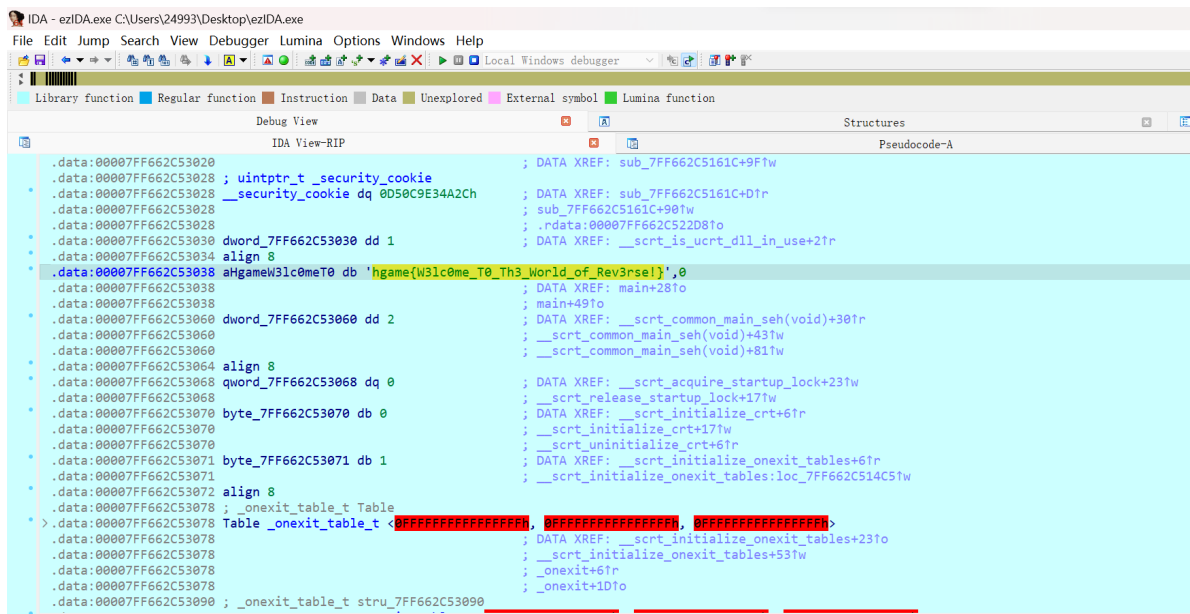 IDA - ezIDA.exe C:\Users\24993\Desktop\ezIDA.exe
File Edit Jump Search View Debugger Lumina Options Windows Help
Local Windows debugger
Library function Regular function Instruction Data Unexplored External symbol Lumina function
Debug View Structures
IDA View-RIP Pseudocode-A
.data:00007FF662C53020 ; DATA XREF: sub_7FF662C5161C+9F↑w
.data:00007FF662C53028 ; uintptr_t _security_cookie
.data:00007FF662C53028 __security_cookie dq 0D50C9E34A2Ch ; DATA XREF: sub_7FF662C5161C+D↑r
.data:00007FF662C53028 ; sub_7FF662C5161C+90↑w
.data:00007FF662C53028 ; .rdata:00007FF662C522D8↑o
.data:00007FF662C53030 dword_7FF662C53030 dd 1 ; DATA XREF: __scrt_is_ucrt_dll_in_use+2↑r
.data:00007FF662C53034 align 8
.data:00007FF662C53038 aHgameW3lc0meT0 db 'hgame{W3lc0me_T0_Th3_World_of_Rev3rse!}',0
.data:00007FF662C53038 ; DATA XREF: main+28↑o
.data:00007FF662C53038 ; main+49↑o
.data:00007FF662C53060 dword_7FF662C53060 dd 2 ; DATA XREF: __scrt_common_main_seh(void)+30↑r
.data:00007FF662C53060 ; __scrt_common_main_seh(void)+43↑w
.data:00007FF662C53060 ; __scrt_common_main_seh(void)+81↑w
.data:00007FF662C53064 align 8
.data:00007FF662C53068 qword_7FF662C53068 dq 0 ; DATA XREF: __scrt_acquire_startup_lock+23↑w
.data:00007FF662C53068 ; __scrt_release_startup_lock+17↑w
.data:00007FF662C53070 byte_7FF662C53070 db 0 ; DATA XREF: __scrt_initialize_crt+6↑r
.data:00007FF662C53070 ; __scrt_initialize_crt+17↑w
.data:00007FF662C53070 ; __scrt_uninitialize_crt+6↑r
.data:00007FF662C53071 byte_7FF662C53071 db 1 ; DATA XREF: __scrt_initialize_onexit_tables+6↑r
.data:00007FF662C53071 ; __scrt_initialize_onexit_tables:loc_7FF662C514C5↑w
.data:00007FF662C53072 align 8
.data:00007FF662C53078 ; _onexit_table_t Table
>.data:00007FF662C53078 Table _onexit_table_t <0FFFFFFFFFFFFFFFFh, 0FFFFFFFFFFFFFFFFh, 0FFFFFFFFFFFFFFFFh>
.data:00007FF662C53078 ; DATA XREF: __scrt_initialize_onexit_tables+23↑o
.data:00007FF662C53078 ; __scrt_initialize_onexit_tables+53↑w
.data:00007FF662C53078 ; _onexit+6↑r
.data:00007FF662C53078 ; _onexit+1D↑o
.data:00007FF662C53090 ; _onexit_table_t stru_7FF662C53090